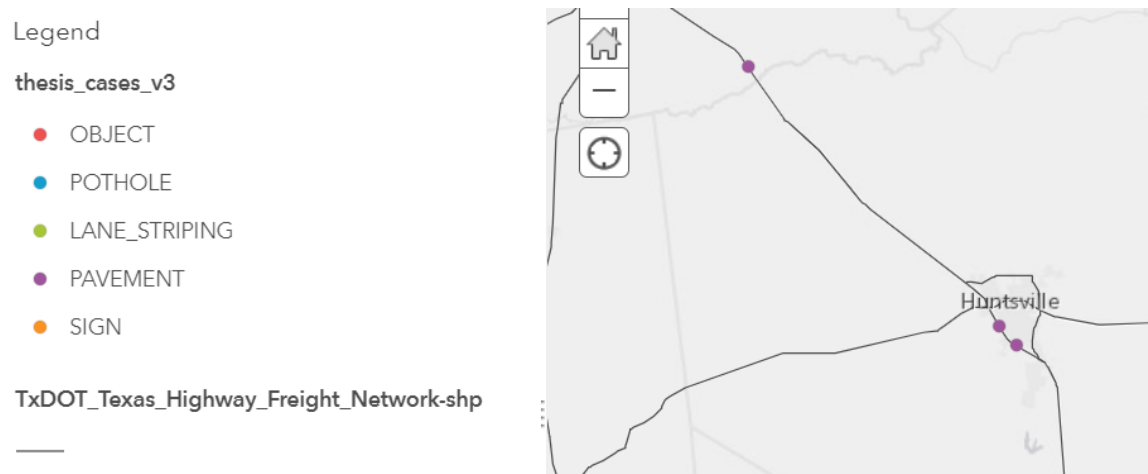 Legend
thesis_cases_v3
OBJECT
POTHOLE
LANE_STRIPING
PAVEMENT
SIGN
TxDOT_Texas_Highway_Freight_Network-shp
Huntsville